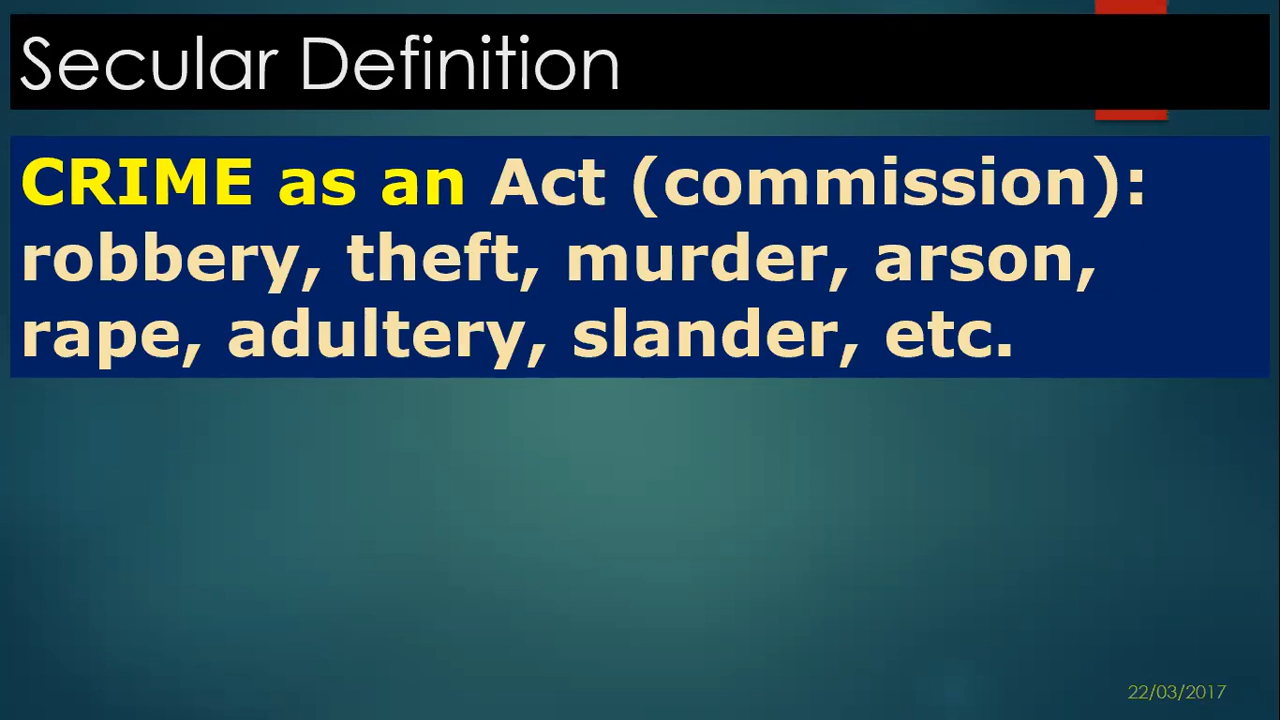 Secular Definition
CRIME as an Act (commission):
robbery, theft, murder, arson,
rape, adultery, slander, etc.
22/03/2017